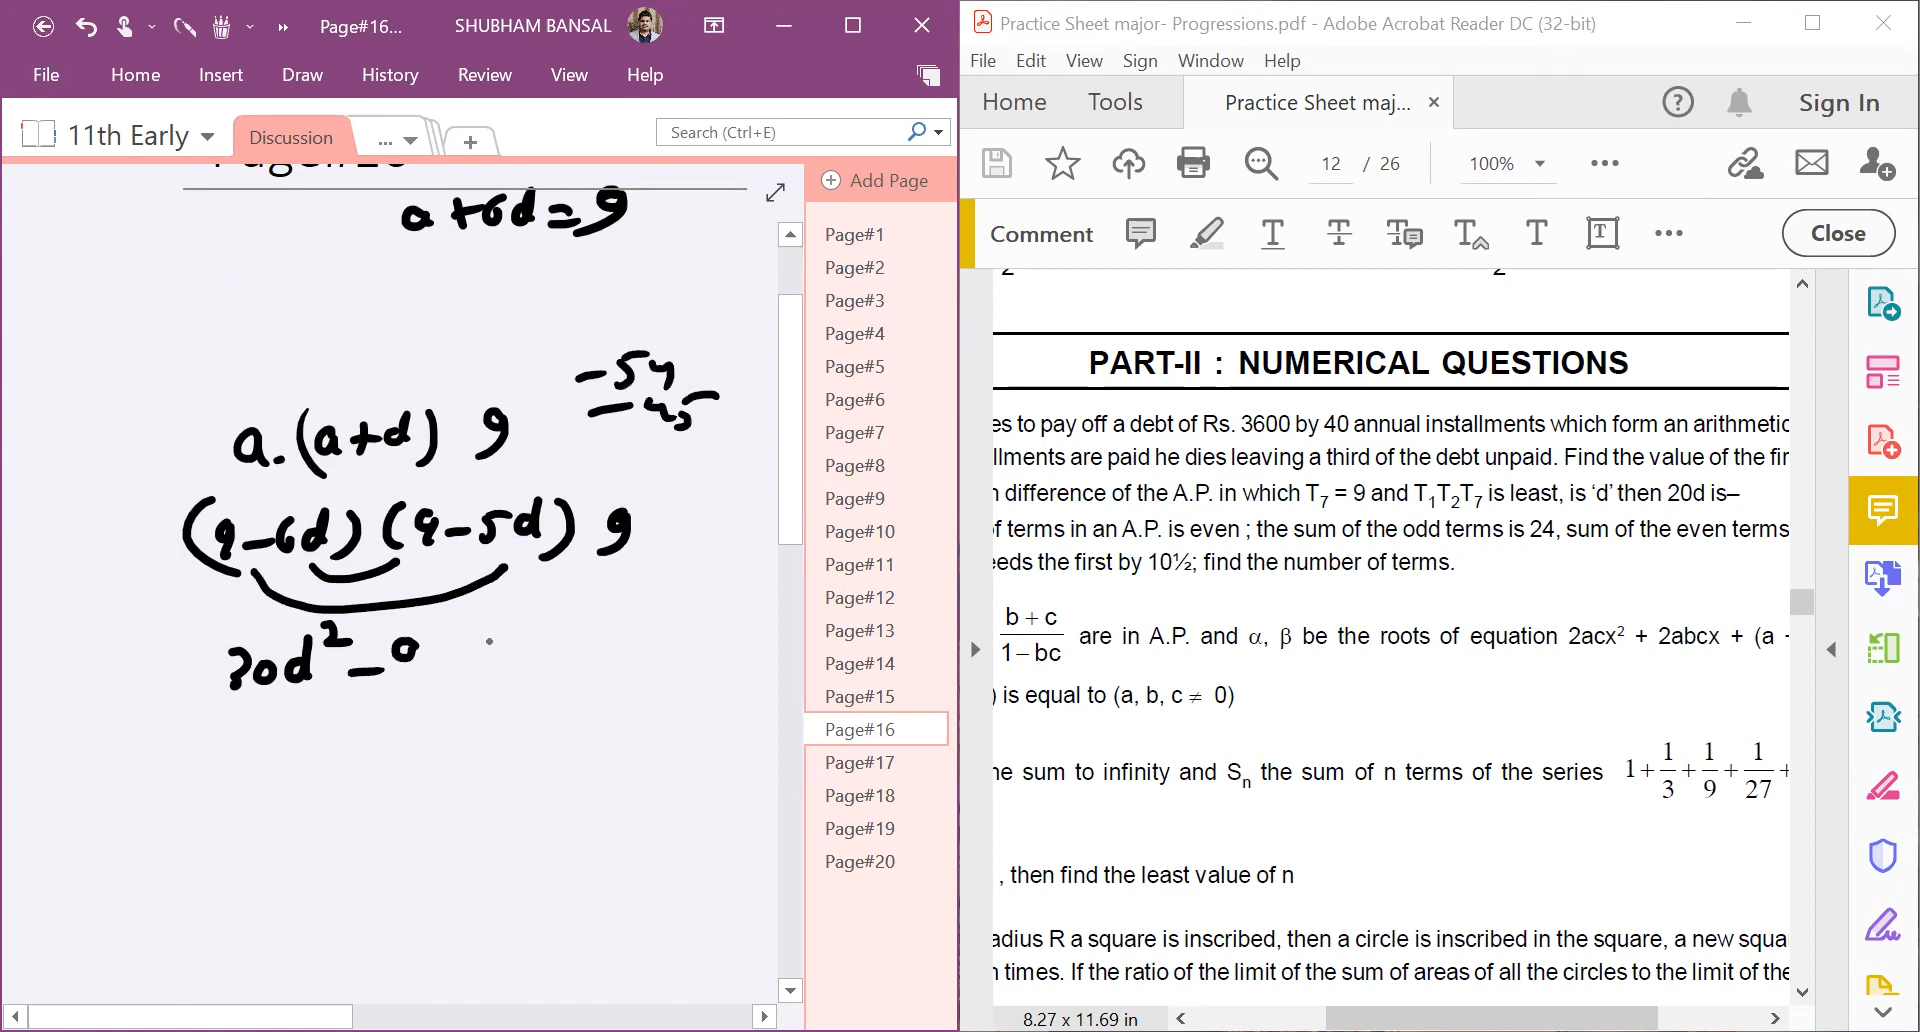 Page#16...
SHUBHAM BANSAL
File Home Insert Draw History Review View Help
11th Early
Discussion
...
Search (Ctrl+E)
Add Page
a+6d=9
-54
-45
a.(a+d) 9
(9-6d)(9-5d) 9
30d²-0
Page#1
Page#2
Page#3
Page#4
Page#5
Page#6
Page#7
Page#8
Page#9
Page#10
Page#11
Page#12
Page#13
Page#14
Page#15
Page#16
Page#17
Page#18
Page#19
Page#20
Practice Sheet major- Progressions.pdf - Adobe Acrobat Reader DC (32-bit)
File Edit View Sign Window Help
Home Tools Practice Sheet maj... × Sign In
12 / 26 100%
Comment Close
PART-II : NUMERICAL QUESTIONS
es to pay off a debt of Rs. 3600 by 40 annual installments which form an arithmetic
llments are paid he dies leaving a third of the debt unpaid. Find the value of the fir
n difference of the A.P. in which T₇ = 9 and T₁T₂T₇ is least, is ‘d’ then 20d is–
of terms in an A.P. is even ; the sum of the odd terms is 24, sum of the even terms
eeds the first by 10½; find the number of terms.
b + c
1 – bc
are in A.P. and α, β be the roots of equation 2acx² + 2abcx + (a
) is equal to (a, b, c ≠ 0)
he sum to infinity and Sₙ the sum of n terms of the series 1+1/3+1/9+1/27+
, then find the least value of n
adius R a square is inscribed, then a circle is inscribed in the square, a new squa
n times. If the ratio of the limit of the sum of areas of all the circles to the limit of the
8.27 x 11.69 in